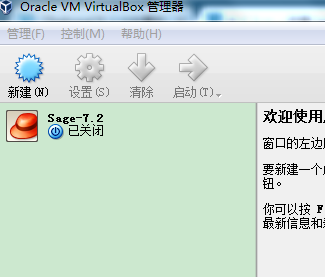 Oracle VM VirtualBox 管理器
管理(F) 控制(M) 帮助(H)
新建(N) 设置(S) 清除 启动(T)
Sage-7.2
已关闭
欢迎使用
窗口的左边
要新建一个
钮。
你可以按 F
最新信息和